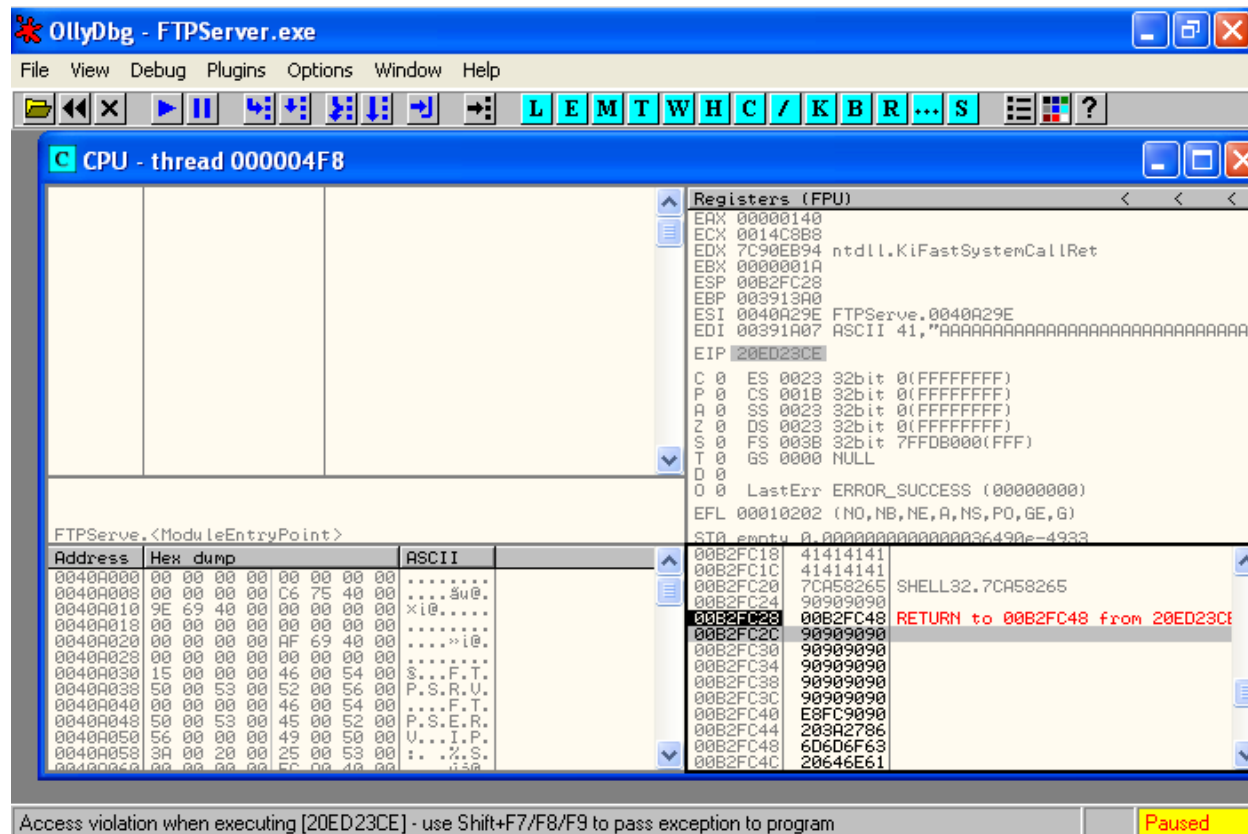 OllyDbg - FTPServer.exe
File View Debug Plugins Options Window Help
L E M T W H C / K B R ... S ?
C CPU - thread 000004F8
Registers (FPU) < < <
EAX 00000140
ECX 0014C8B8
EDX 7C90EB94 ntdll.KiFastSystemCallRet
EBX 0000001A
ESP 00B2FC28
EBP 003913A0
ESI 0040A29E FTPServe.0040A29E
EDI 00391A07 ASCII 41,"AAAAAAAAAAAAAAAAAAAAAAAAAAAAAA
EIP 20ED23CE
C 0 ES 0023 32bit 0(FFFFFFFF)
P 0 CS 001B 32bit 0(FFFFFFFF)
A 0 SS 0023 32bit 0(FFFFFFFF)
Z 0 DS 0023 32bit 0(FFFFFFFF)
S 0 FS 003B 32bit 7FFDB000(FFF)
T 0 GS 0000 NULL
D 0
O 0 LastErr ERROR_SUCCESS (00000000)
EFL 00010202 (NO,NB,NE,A,NS,PO,GE,G)
ST0 empty 0.0000000000000036490e-4933
FTPServe.<ModuleEntryPoint>
Address Hex dump ASCII
0040A000 00 00 00 00 00 00 00 00 ........
0040A008 00 00 00 00 C6 75 40 00 ....ãu@.
0040A010 9E 69 40 00 00 00 00 00 ×i@.....
0040A018 00 00 00 00 00 00 00 00 ........
0040A020 00 00 00 00 AF 69 40 00 ....»i@.
0040A028 00 00 00 00 00 00 00 00 ........
0040A030 15 00 00 00 46 00 54 00 §...F.T.
0040A038 50 00 53 00 52 00 56 00 P.S.R.V.
0040A040 00 00 00 00 46 00 54 00 ....F.T.
0040A048 50 00 53 00 45 00 52 00 P.S.E.R.
0040A050 56 00 00 00 49 00 50 00 V...I.P.
0040A058 3A 00 20 00 25 00 53 00 :. .%.S.
00B2FC18 41414141
00B2FC1C 41414141
00B2FC20 7CA58265 SHELL32.7CA58265
00B2FC24 90909090
00B2FC28 00B2FC48 RETURN to 00B2FC48 from 20ED23CE
00B2FC2C 90909090
00B2FC30 90909090
00B2FC34 90909090
00B2FC38 90909090
00B2FC3C 90909090
00B2FC40 E8FC9090
00B2FC44 203A2786
00B2FC48 6D6D6F63
00B2FC4C 20646E61
Access violation when executing [20ED23CE] - use Shift+F7/F8/F9 to pass exception to program Paused